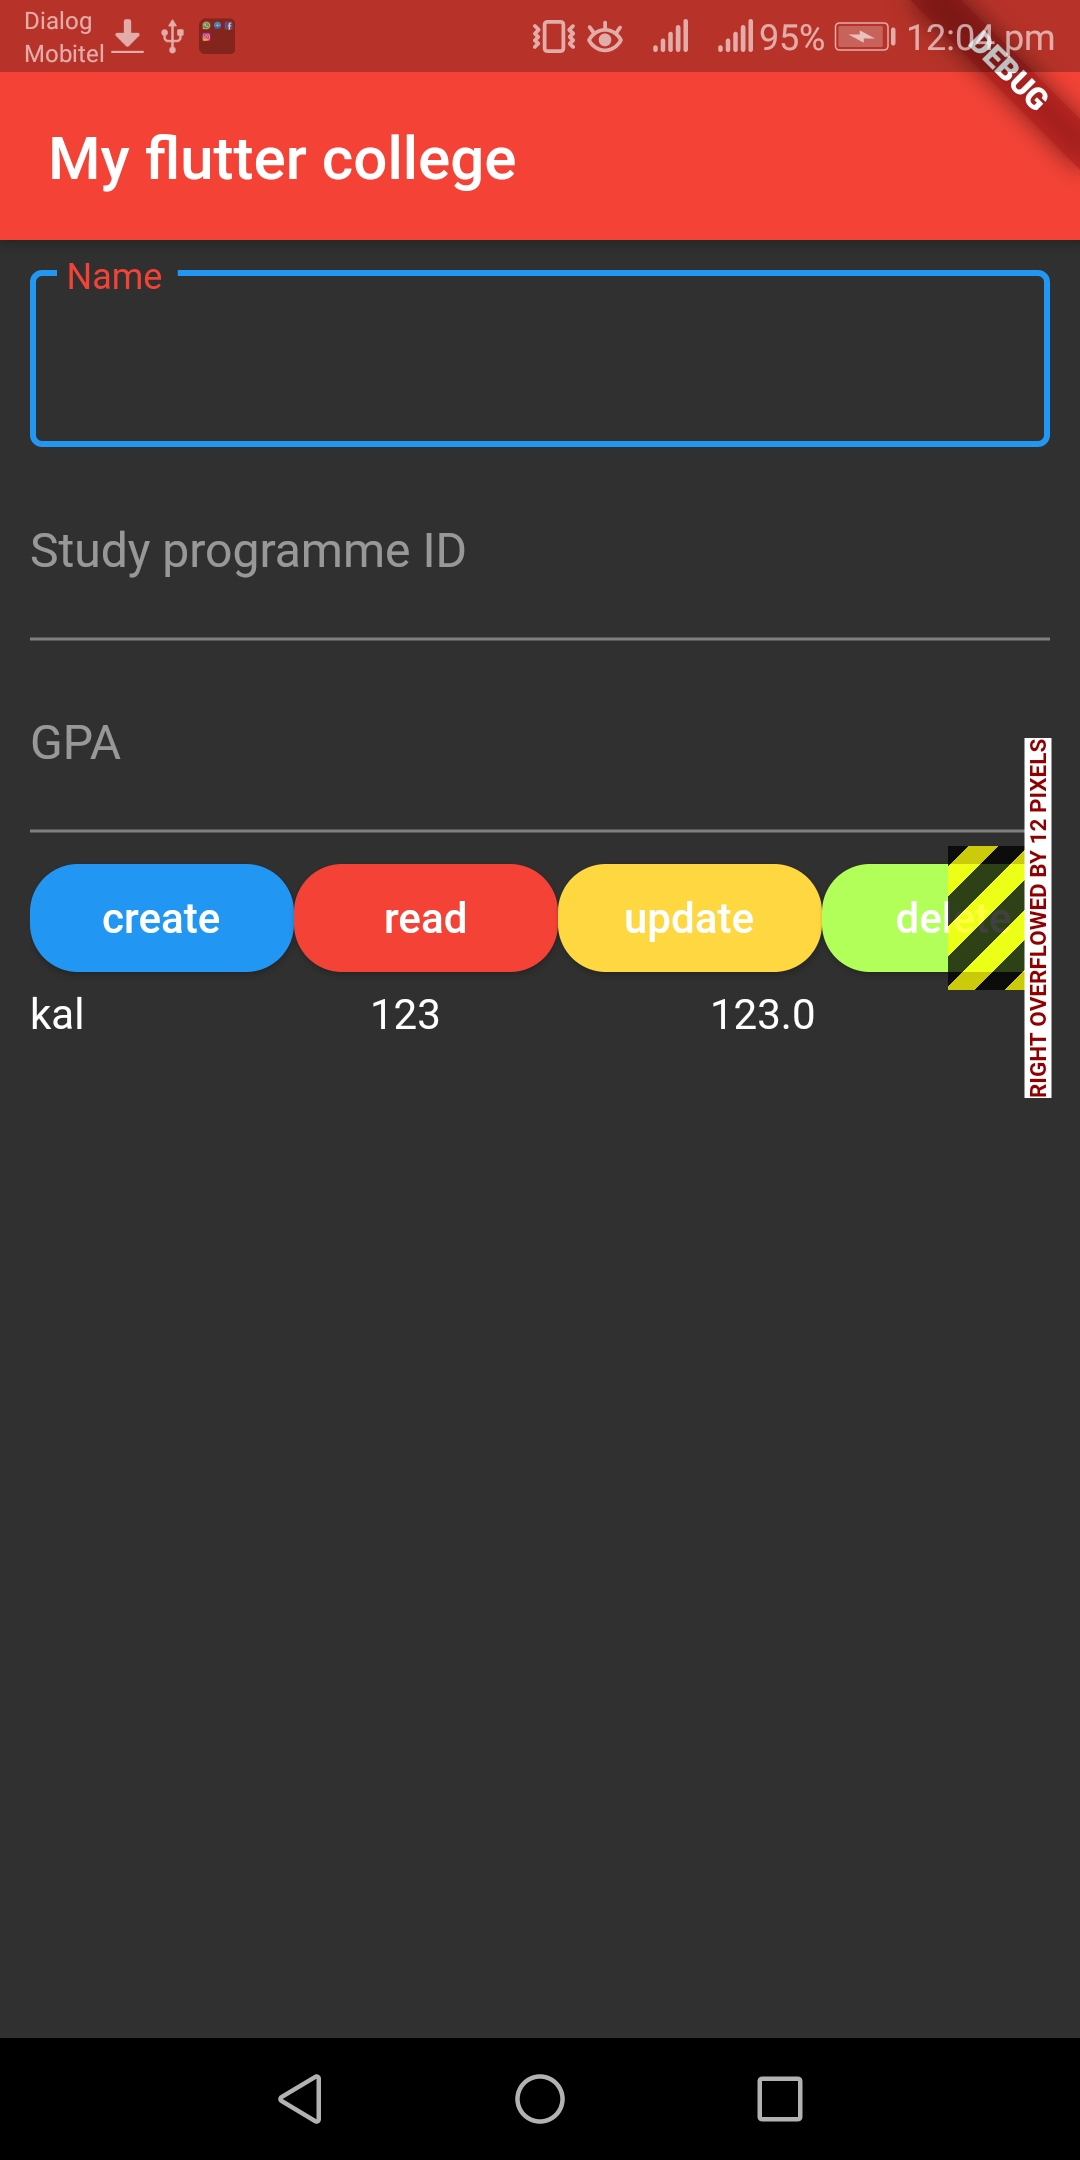 Dialog
Mobitel
95%
12:04 pm
DEBUG
My flutter college
Name
Study programme ID
GPA
create
read
update
delete
RIGHT OVERFLOWED BY 12 PIXELS
kal
123
123.0